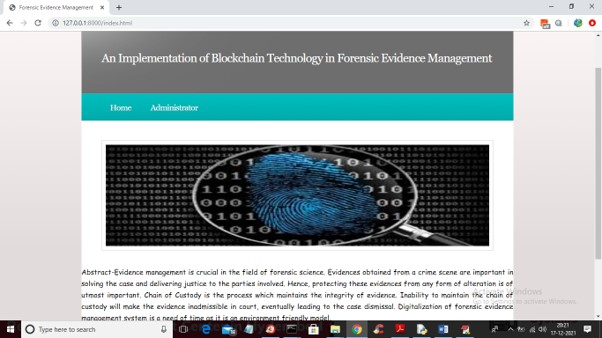 Forensic Evidence Management
127.0.0.1:8000/index.html
An Implementation of Blockchain Technology in Forensic Evidence Management
Home Administrator
Abstract-Evidence management is crucial in the field of forensic science. Evidences obtained from a crime scene are important in
solving the case and delivering justice to the parties involved. Hence, protecting these evidences from any form of alteration is of
utmost important. Chain of Custody is the process which maintains the integrity of evidence. Inability to maintain the chain of
custody will make the evidence inadmissible in court, eventually leading to the case dismissal. Digitalization of forensic evidence
management system is a need of time as it is an environment friendly model.
Activate Windows
Go to Settings to activate Windows.
Type here to search
20:21
17-12-2021